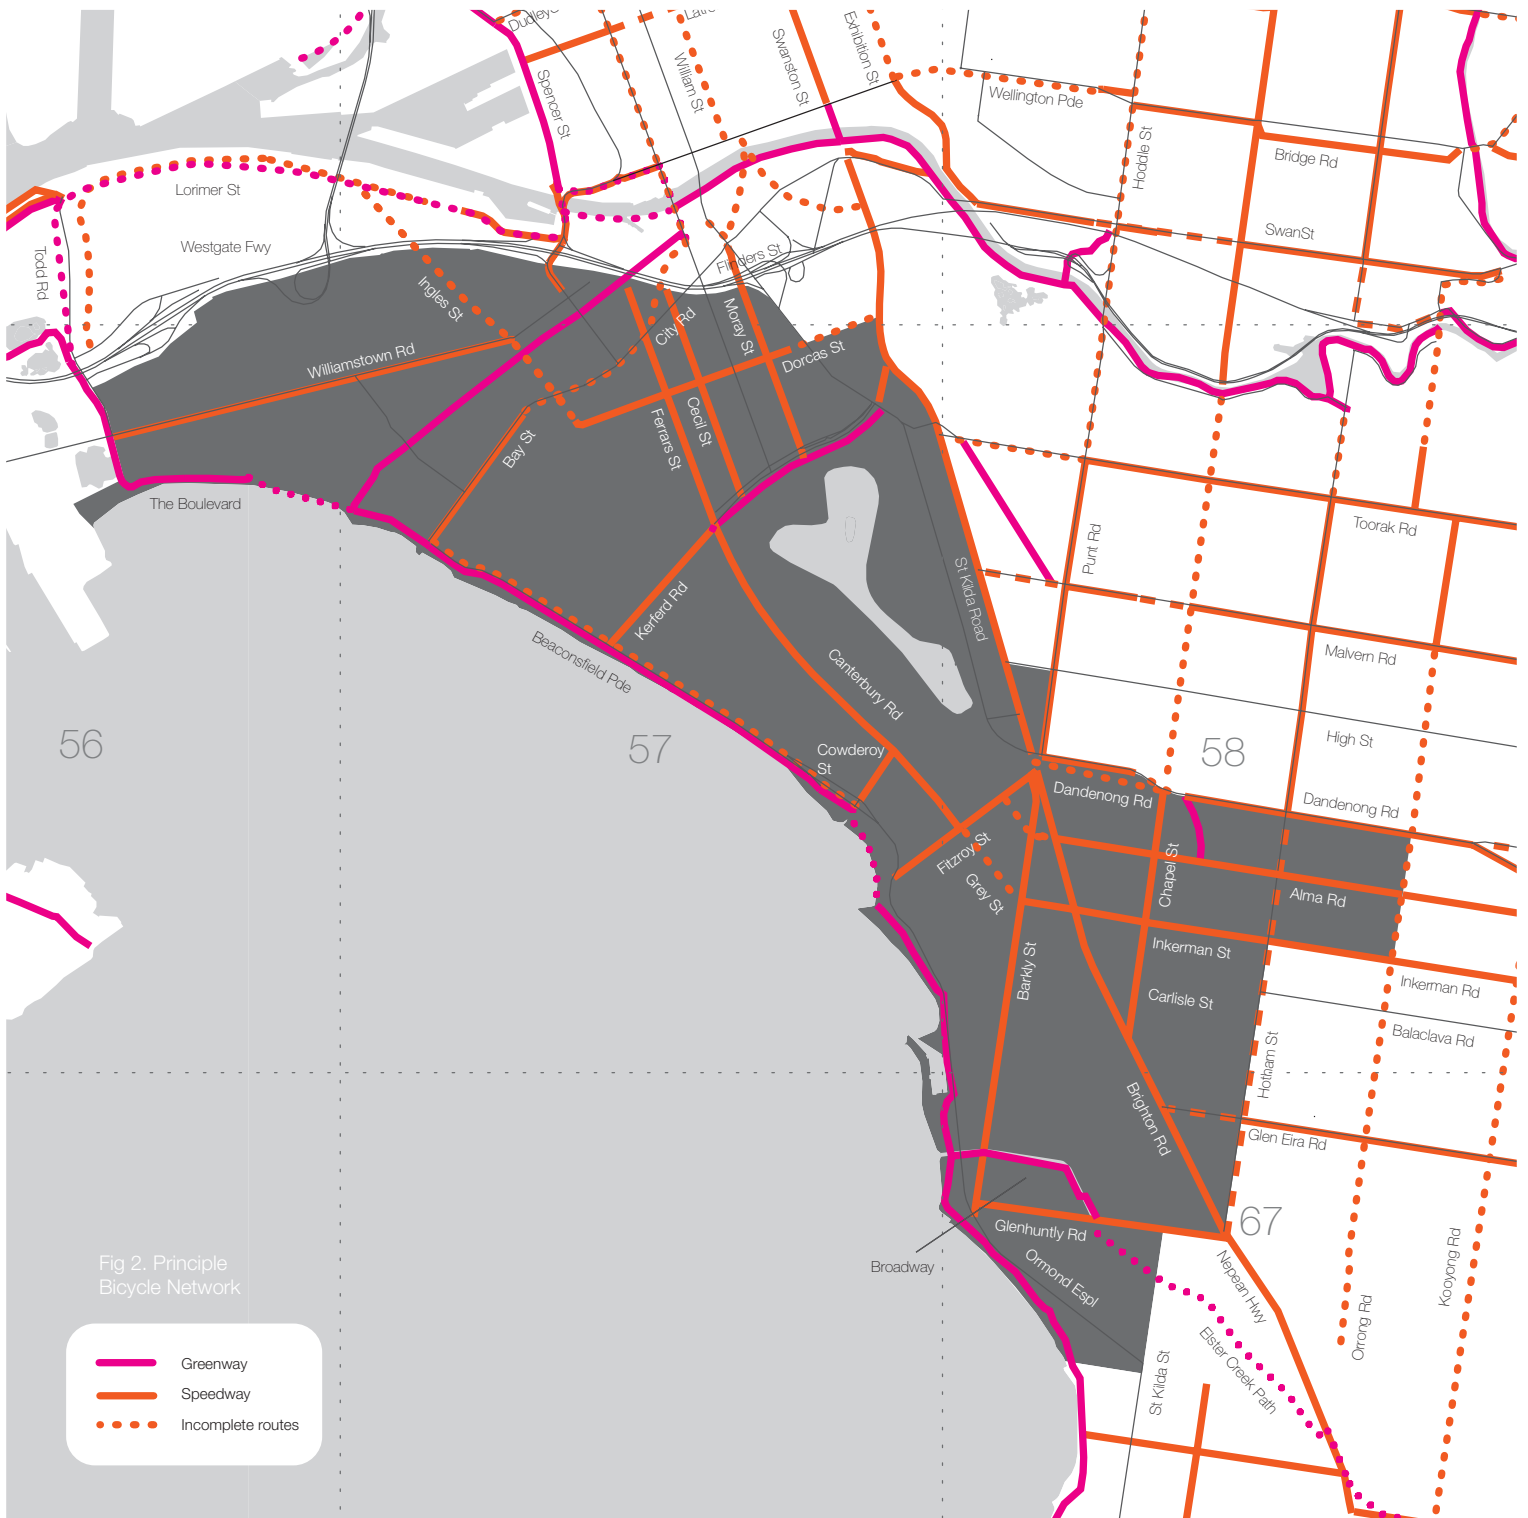 Dudley
Latro
Spencer St
William St
Swanston St
Exhibition St
Wellington Pde
Hoddle St
Bridge Rd
Lorimer St
Westgate Fwy
Todd Rd
SwanSt
Flinders St
Ingles St
City Rd
Moray St
Dorcas St
Williamstown Rd
Ferrars St
Cecil St
Bay St
The Boulevard
Toorak Rd
Punt Rd
St Kilda Road
Kerferd Rd
Beaconsfield Pde
Canterbury Rd
Malvern Rd
56
57
58
High St
Cowderoy
St
Dandenong Rd
Dandenong Rd
Fitzroy St
Grey St
Chapel St
Alma Rd
Inkerman St
Barkly St
Carlisle St
Inkerman Rd
Balaclava Rd
Hotham St
Brighton Rd
Glen Eira Rd
67
Glenhuntly Rd
Broadway
Ormond Espl
Nepean Hwy
Kooyong Rd
Orrong Rd
Elster Creek Path
St Kilda St
Fig 2. Principle
Bicycle Network
Greenway
Speedway
Incomplete routes